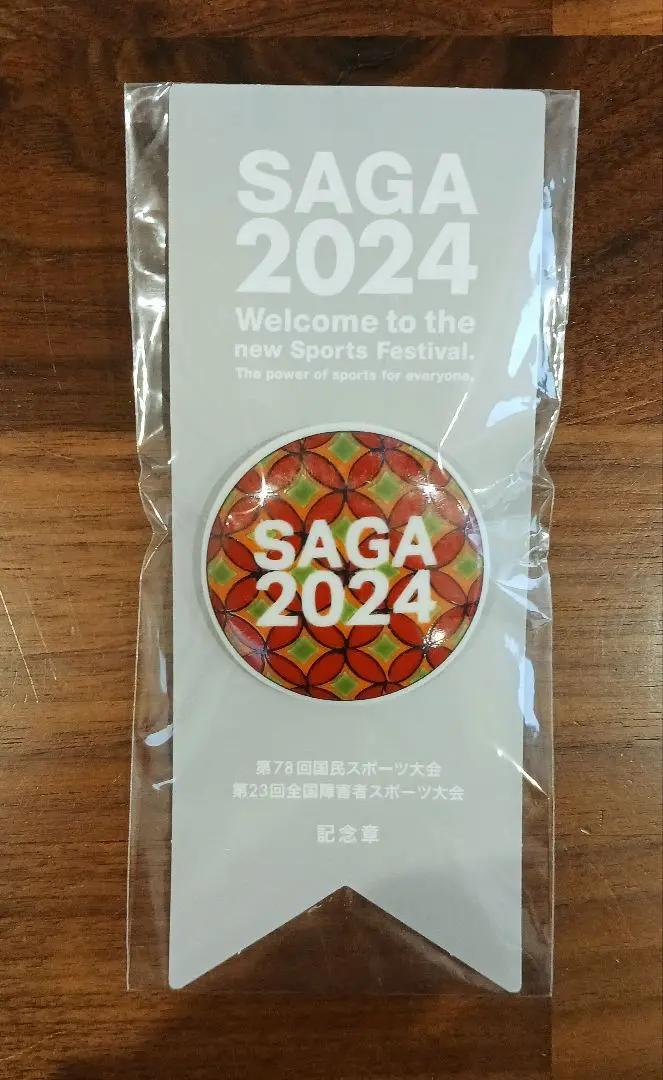 SAGA
2024
Welcome to the
new Sports Festival.
The power of sports for everyone.
SAGA
2024
第78回国民スポーツ大会
第23回全国障害者スポーツ大会
記念章